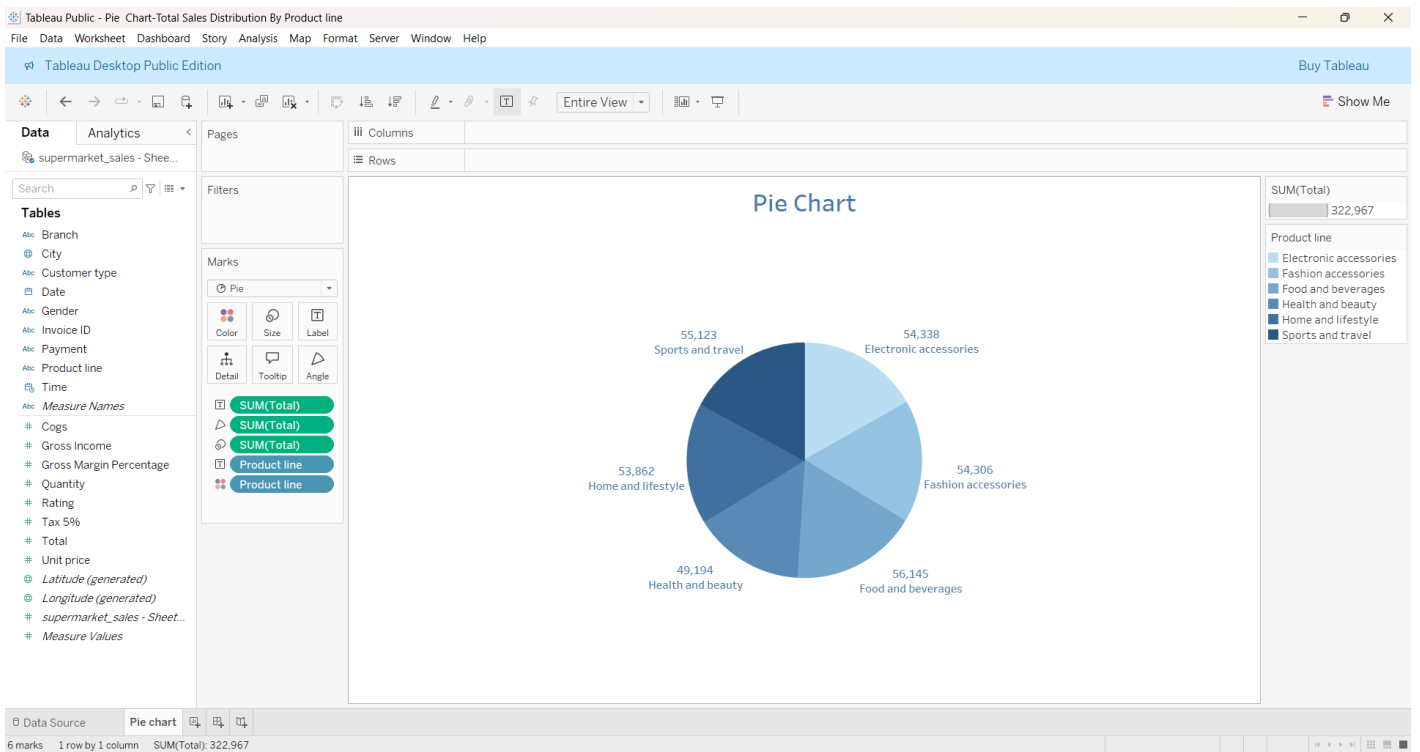 Tableau Public - Pie  Chart-Total Sales Distribution By Product line
File Data Worksheet Dashboard Story Analysis Map Format Server Window Help
Tableau Desktop Public Edition
Buy Tableau
Entire View
Show Me
Data Analytics
supermarket_sales - Shee...
Search
Tables
Abc Branch
City
Abc Customer type
Date
Abc Gender
Abc Invoice ID
Abc Payment
Abc Product line
Time
Abc Measure Names
# Cogs
# Gross Income
# Gross Margin Percentage
# Quantity
# Rating
# Tax 5%
# Total
# Unit price
Latitude (generated)
Longitude (generated)
# supermarket_sales - Sheet...
# Measure Values
Pages
Filters
Marks
Pie
Color Size Label
Detail Tooltip Angle
SUM(Total)
SUM(Total)
SUM(Total)
Product line
Product line
Columns
Rows
Pie Chart
55,123
Sports and travel
54,338
Electronic accessories
53,862
Home and lifestyle
54,306
Fashion accessories
49,194
Health and beauty
56,145
Food and beverages
SUM(Total)
322,967
Product line
Electronic accessories
Fashion accessories
Food and beverages
Health and beauty
Home and lifestyle
Sports and travel
Data Source Pie chart
6 marks 1 row by 1 column SUM(Total): 322,967